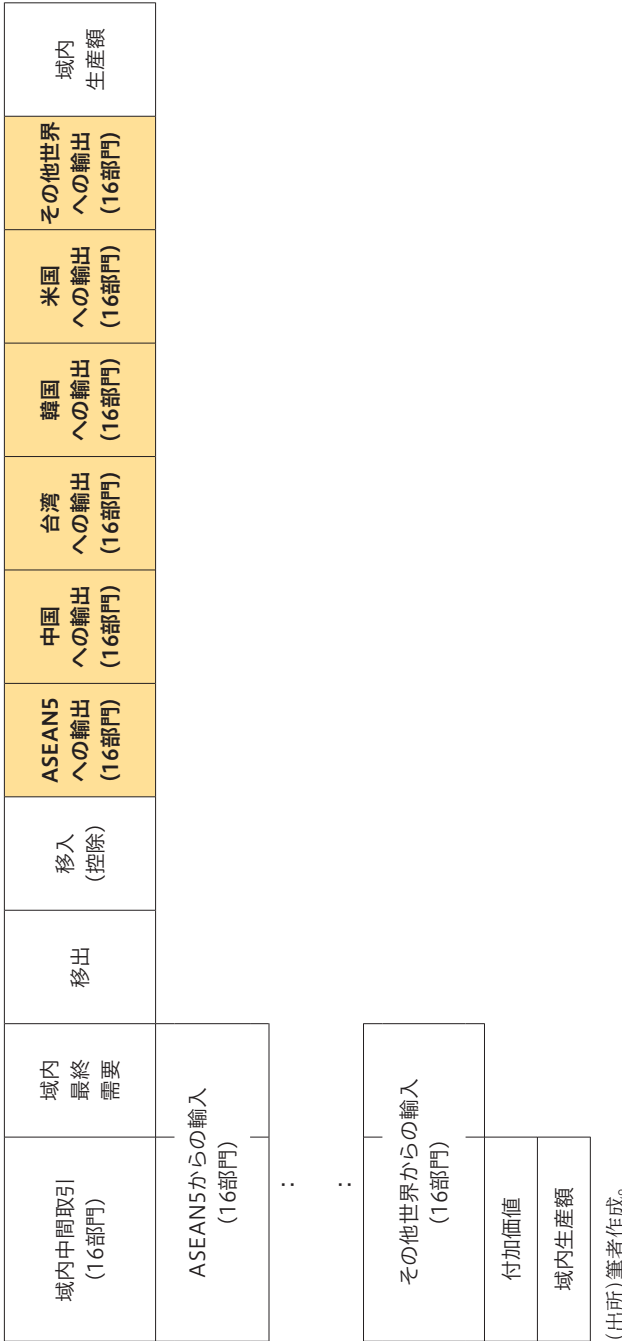 域内中間取引
(16部門)
域内
最終
需要
移出
移入
(控除)
ASEAN5
への輸出
(16部門)
中国
への輸出
(16部門)
台湾
への輸出
(16部門)
韓国
への輸出
(16部門)
米国
への輸出
(16部門)
その他世界
への輸出
(16部門)
域内
生産額
ASEAN5からの輸入
(16部門)
:
:
その他世界からの輸入
(16部門)
付加価値
域内生産額
(出所)筆者作成。